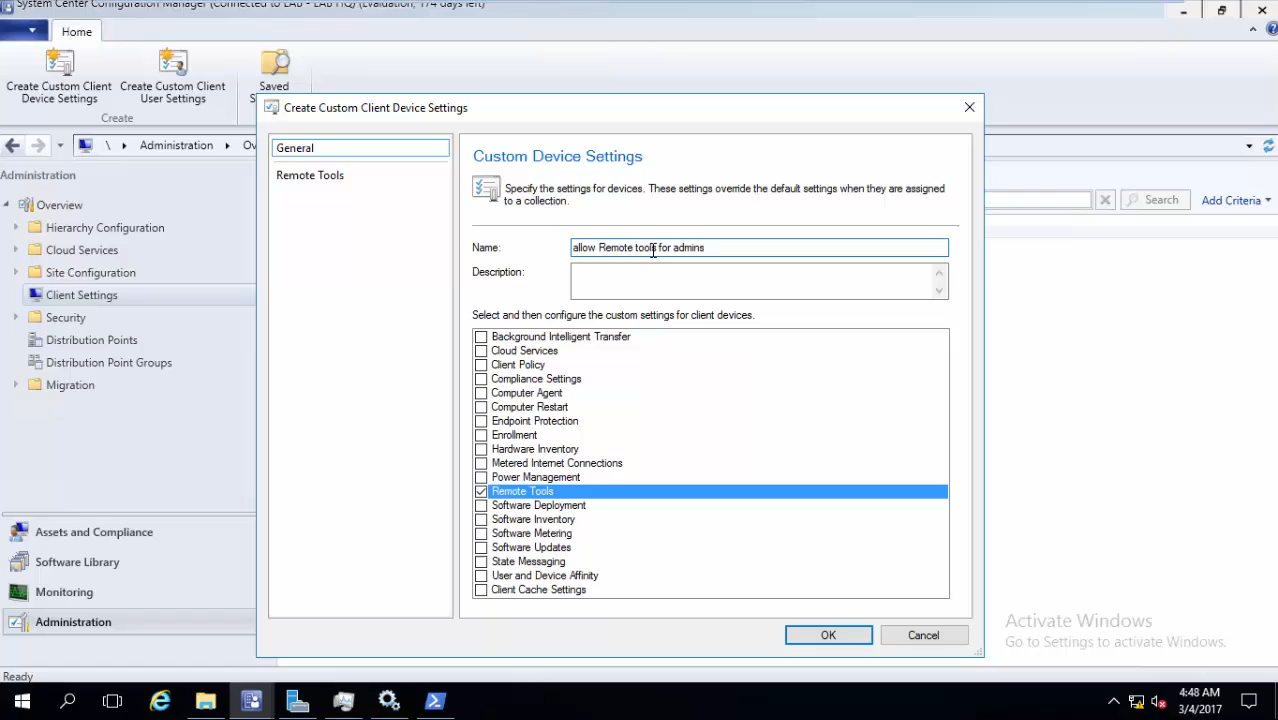 System Center Configuration Manager (Connected to LAB - LAB HQ) (Evaluation, 174 days left)
Home
Create Custom Client Device Settings
Create Custom Client User Settings
Saved
Create
\ Administration Ov
Search
Add Criteria
Administration
Overview
Hierarchy Configuration
Cloud Services
Site Configuration
Client Settings
Security
Distribution Points
Distribution Point Groups
Migration
Assets and Compliance
Software Library
Monitoring
Administration
Create Custom Client Device Settings
General
Remote Tools
Custom Device Settings
Specify the settings for devices. These settings override the default settings when they are assigned
to a collection.
Name: allow Remote tools for admins
Description:
Select and then configure the custom settings for client devices.
Background Intelligent Transfer
Cloud Services
Client Policy
Compliance Settings
Computer Agent
Computer Restart
Endpoint Protection
Enrollment
Hardware Inventory
Metered Internet Connections
Power Management
Remote Tools
Software Deployment
Software Inventory
Software Metering
Software Updates
State Messaging
User and Device Affinity
Client Cache Settings
OK
Cancel
Activate Windows
Go to Settings to activate Windows.
Ready
4:48 AM
3/4/2017